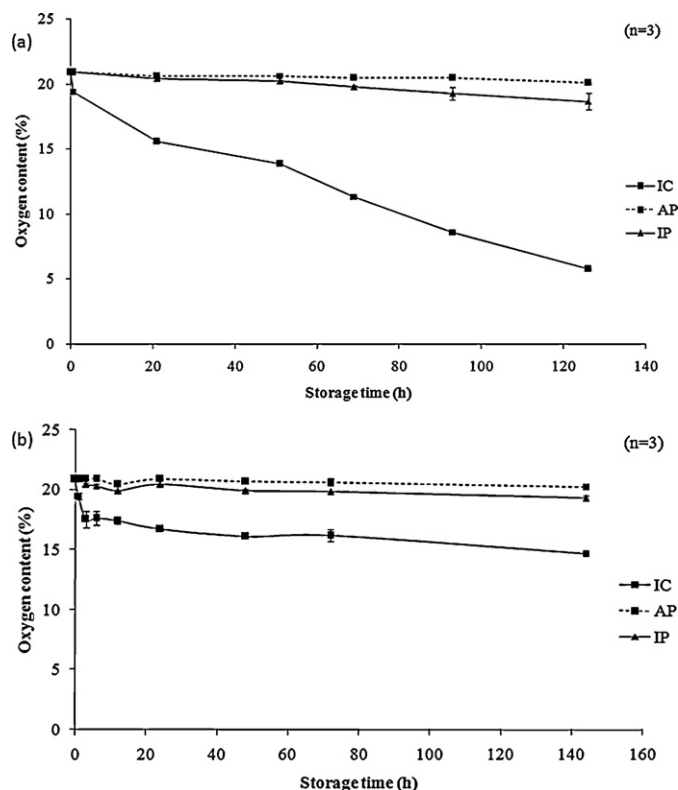 (a)
(n=3)
25
20
15
10
5
0
Oxygen content (%)
0 20 40 60 80 100 120 140
Storage time (h)
IC
AP
IP
(b)
(n=3)
25
20
15
10
5
0
Oxygen content (%)
0 20 40 60 80 100 120 140 160
Storage time (h)
IC
AP
IP